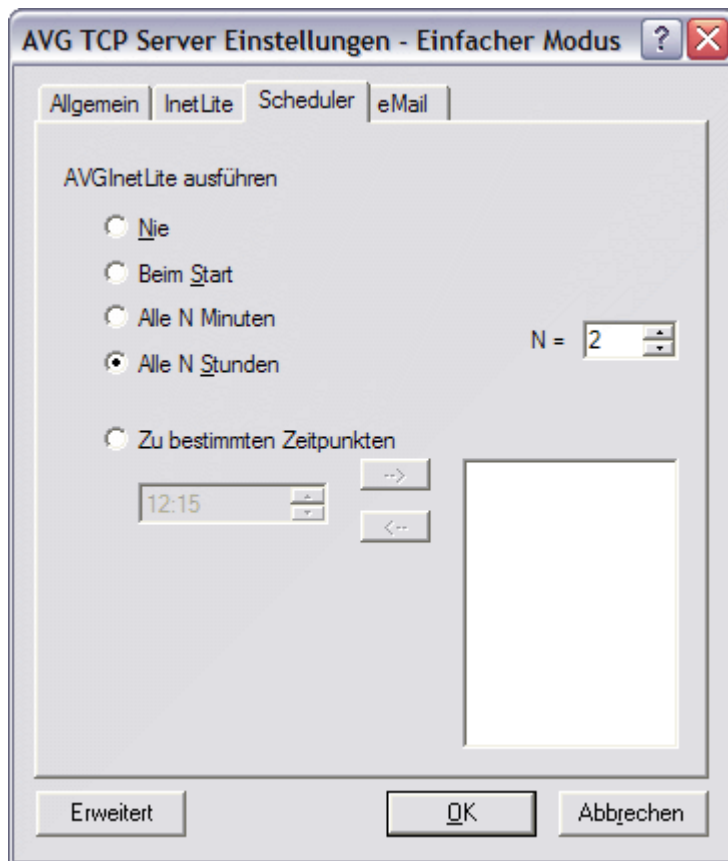 AVG TCP Server Einstellungen - Einfacher Modus
Allgemein InetLite Scheduler eMail
AVGInetLite ausführen
Nie
Beim Start
Alle N Minuten
Alle N Stunden
N = 2
Zu bestimmten Zeitpunkten
12:15
-->
<--
Erweitert OK Abbrechen